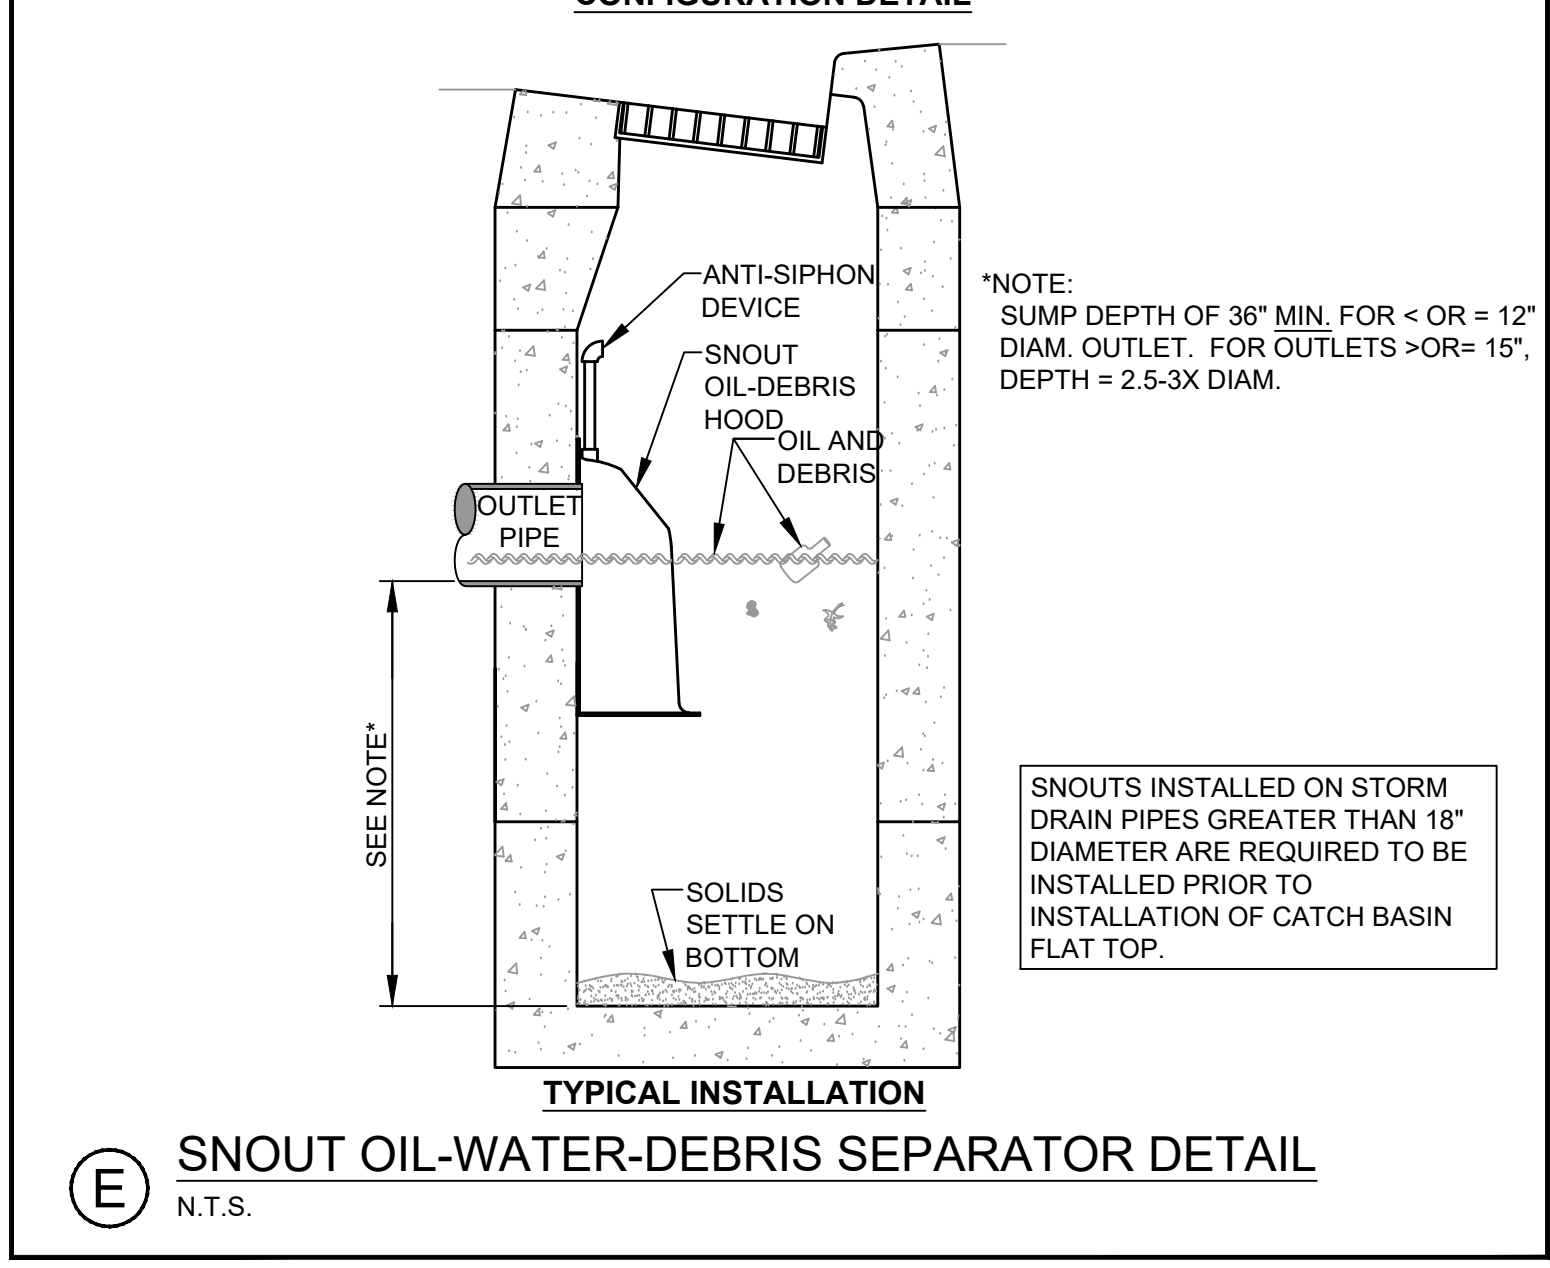 CONFIGURATION DETAIL
ANTI-SIPHON
DEVICE
SNOUT
OIL-DEBRIS
HOOD
OIL AND
DEBRIS
OUTLET
PIPE
*NOTE:
SUMP DEPTH OF 36" MIN. FOR < OR = 12"
DIAM. OUTLET. FOR OUTLETS >OR= 15",
DEPTH = 2.5-3X DIAM.
SEE NOTE*
SNOUTS INSTALLED ON STORM
DRAIN PIPES GREATER THAN 18"
DIAMETER ARE REQUIRED TO BE
INSTALLED PRIOR TO
INSTALLATION OF CATCH BASIN
FLAT TOP.
SOLIDS
SETTLE ON
BOTTOM
TYPICAL INSTALLATION
E
SNOUT OIL-WATER-DEBRIS SEPARATOR DETAIL
N.T.S.